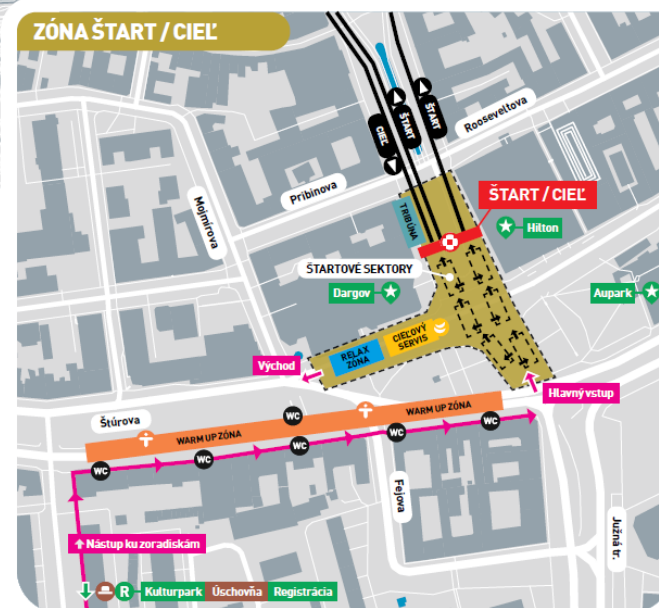 ZÓNA ŠTART / CIEĽ
CIEĽ
ŠTART
ŠTART
Rooseveltova
Pribinova
Mojmírova
TRIBÚNA
ŠTART / CIEĽ
Hilton
ŠTARTOVÉ SEKTORY
Dargov
Aupark
CIEĽOVÝ
SERVIS
RELAX
ZÓNA
Východ
Hlavný vstup
Štúrova
WC
WARM UP ZÓNA
WARM UP ZÓNA
WC
WC
WC
WC
WC
Fejova
Južná tr.
Nástup ku zoradiskám
R
Kulturpark
Úschovňa
Registrácia